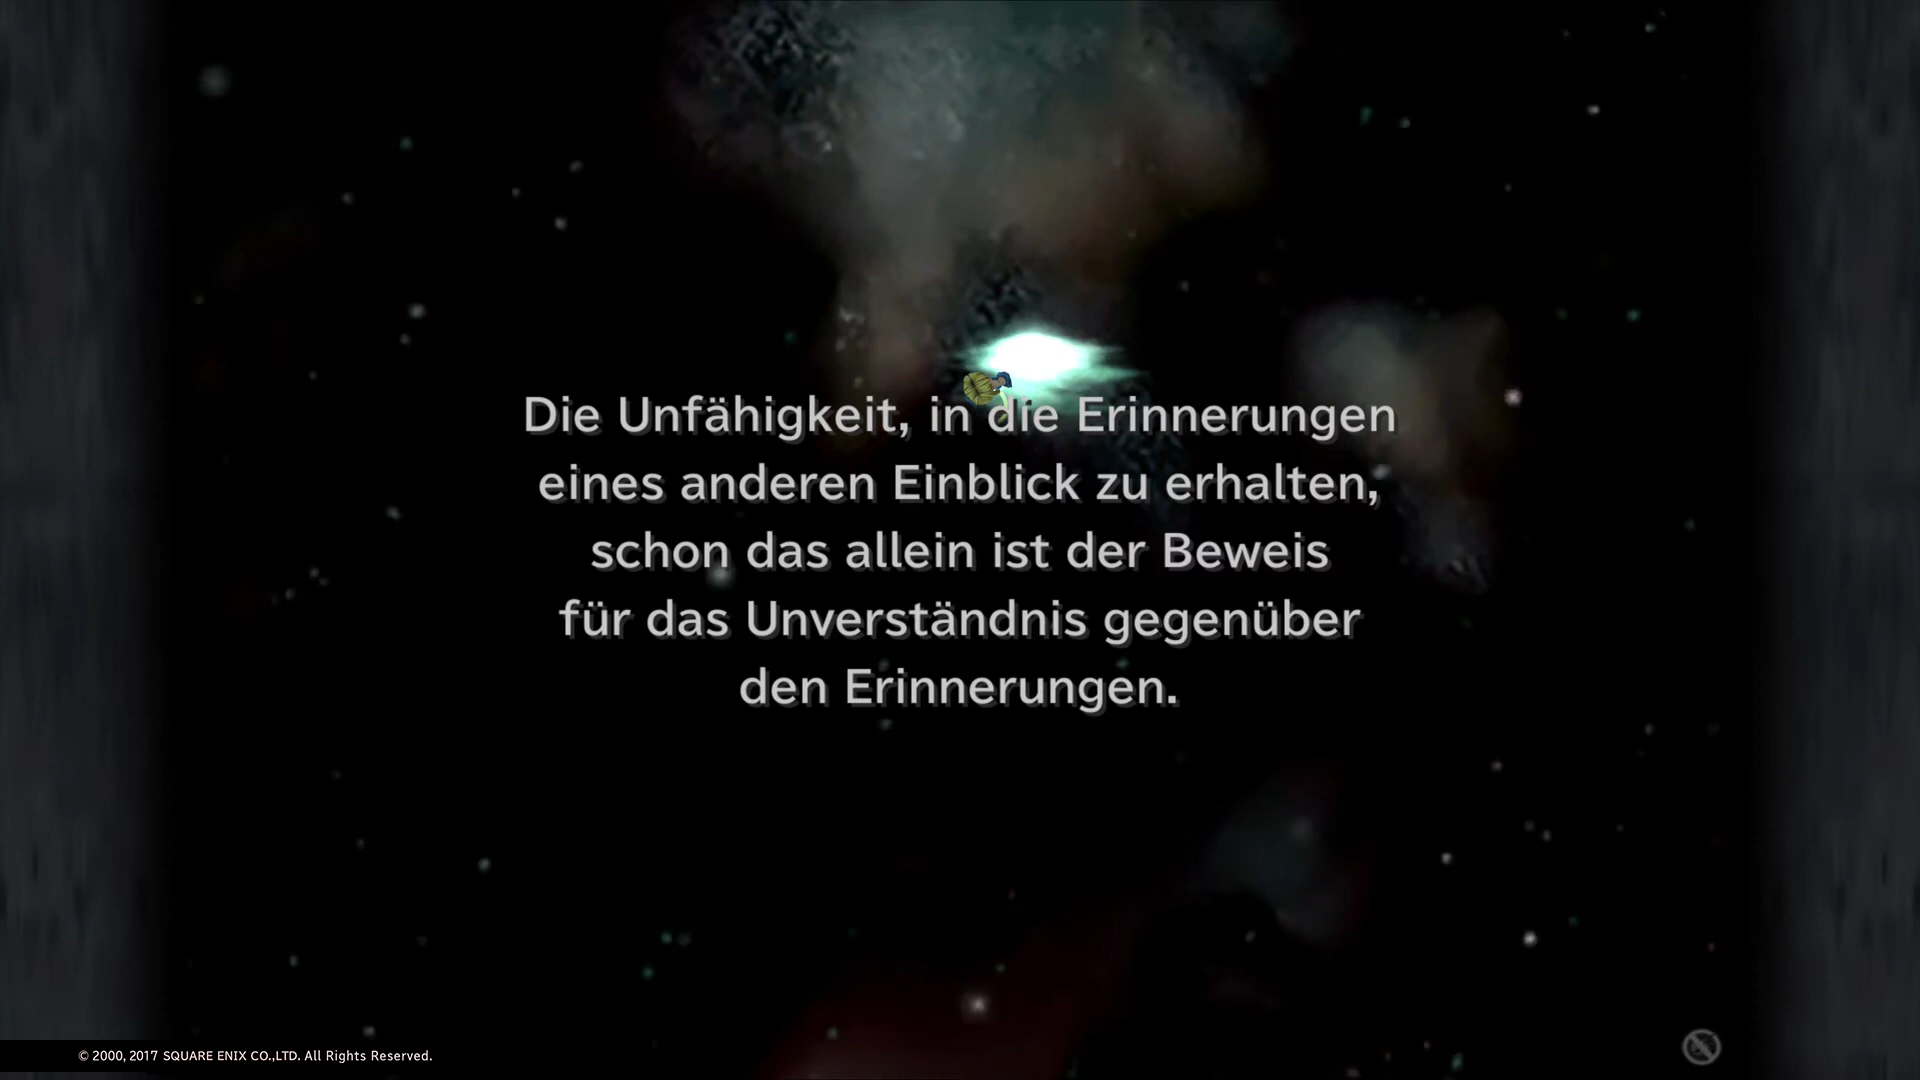 Die Unfähigkeit, in die Erinnerungen
eines anderen Einblick zu erhalten,
schon das allein ist der Beweis
für das Unverständnis gegenüber
den Erinnerungen.
© 2000, 2017 SQUARE ENIX CO.,LTD. All Rights Reserved.